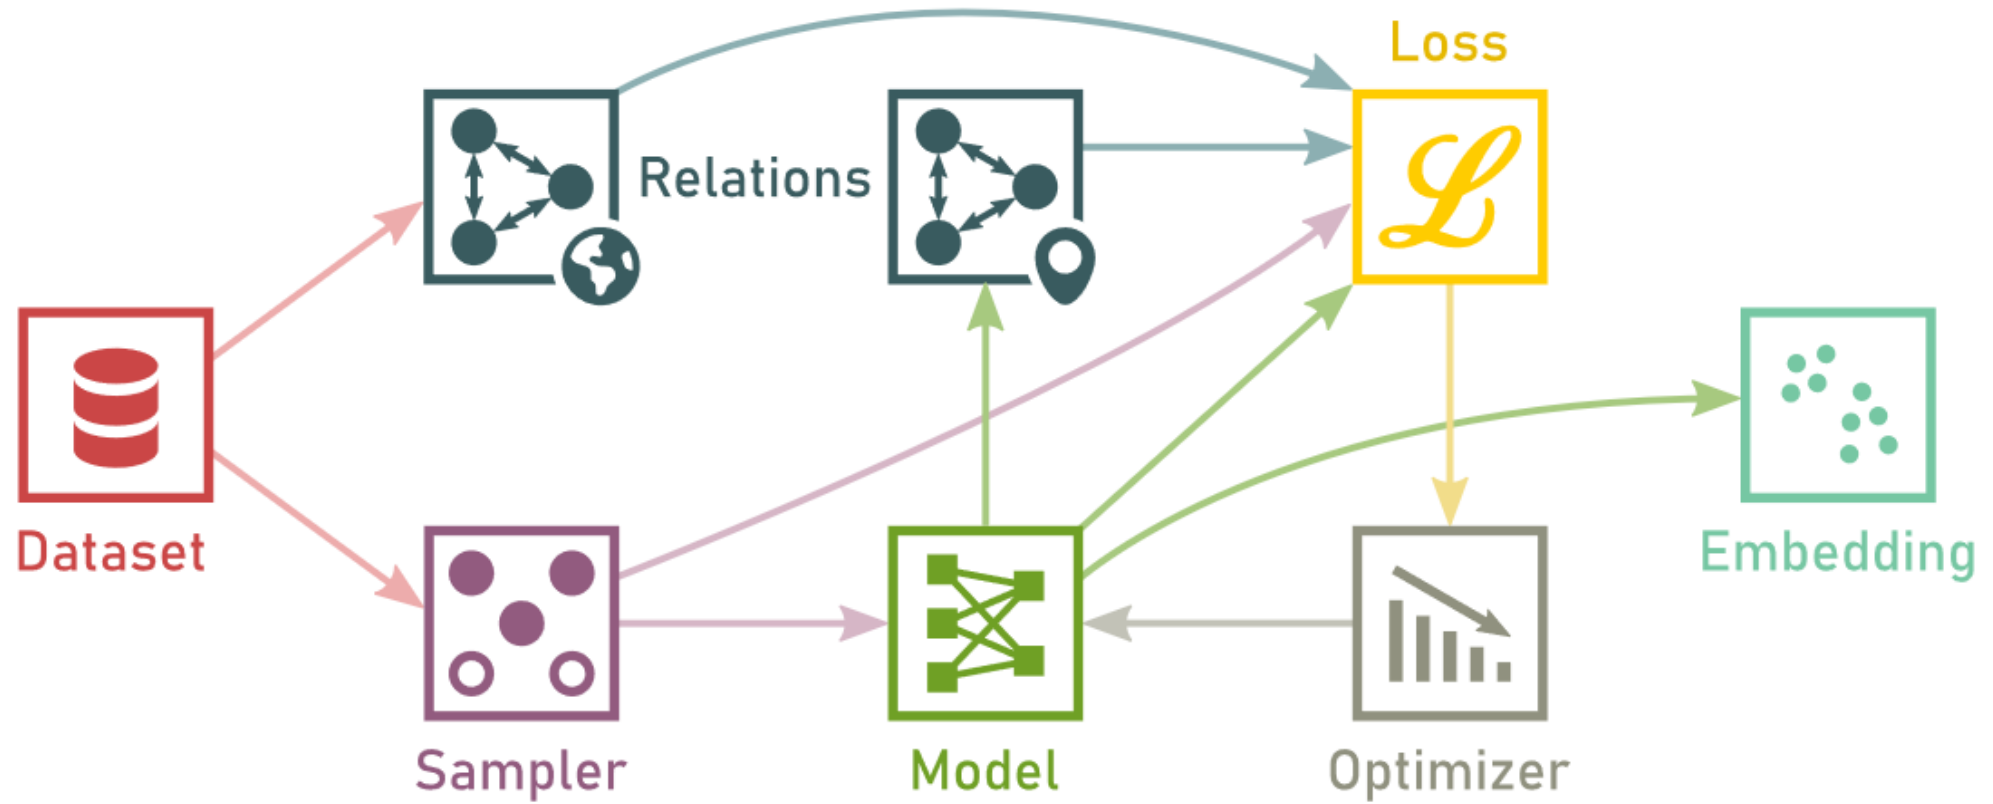 Loss
Relations
ℒ
Dataset
Embedding
Sampler
Model
Optimizer